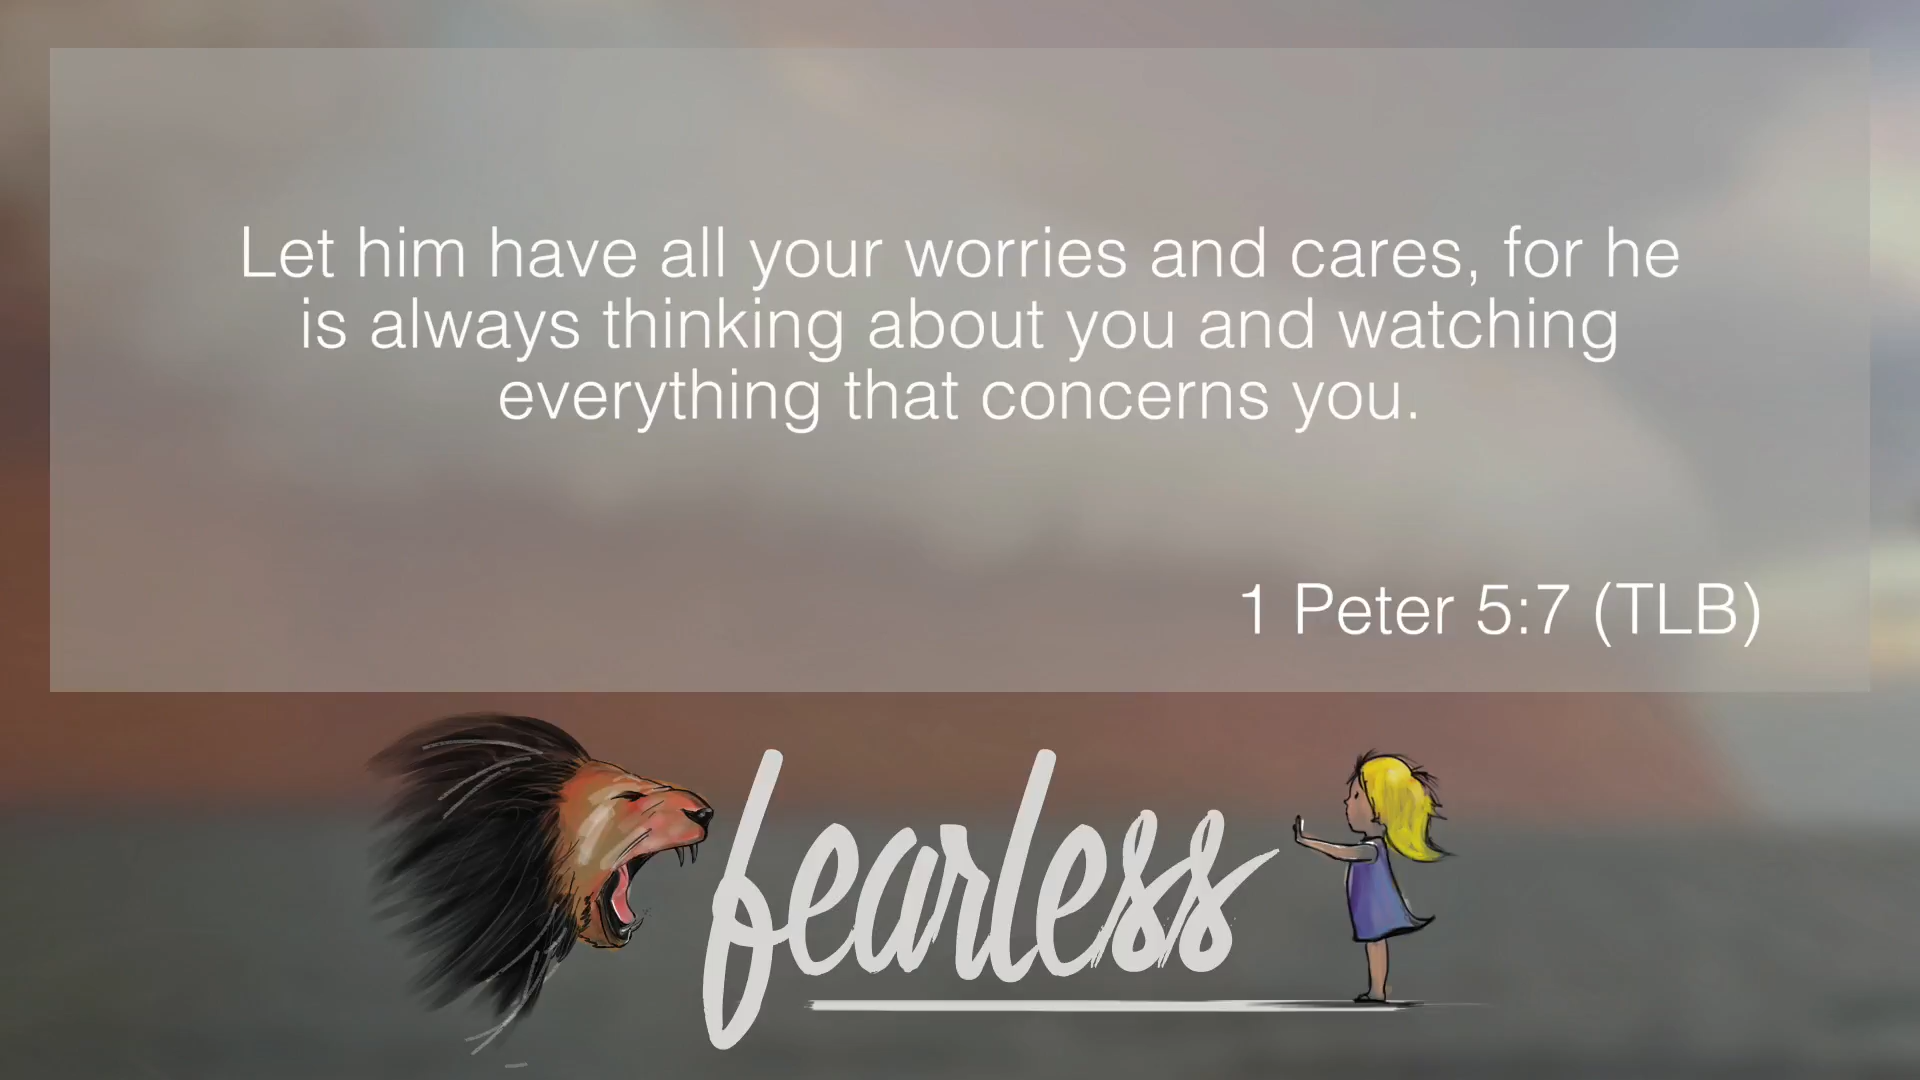 Let him have all your worries and cares, for he
is always thinking about you and watching
everything that concerns you.
1 Peter 5:7 (TLB)
fearless